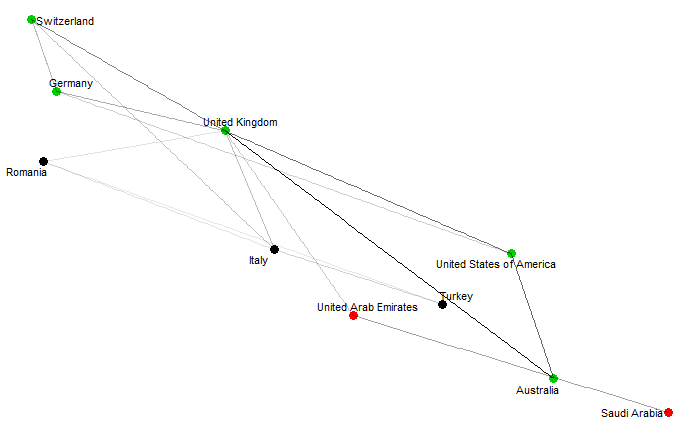 Switzerland
Germany
United Kingdom
Romania
Italy
United States of America
Turkey
United Arab Emirates
Australia
Saudi Arabia